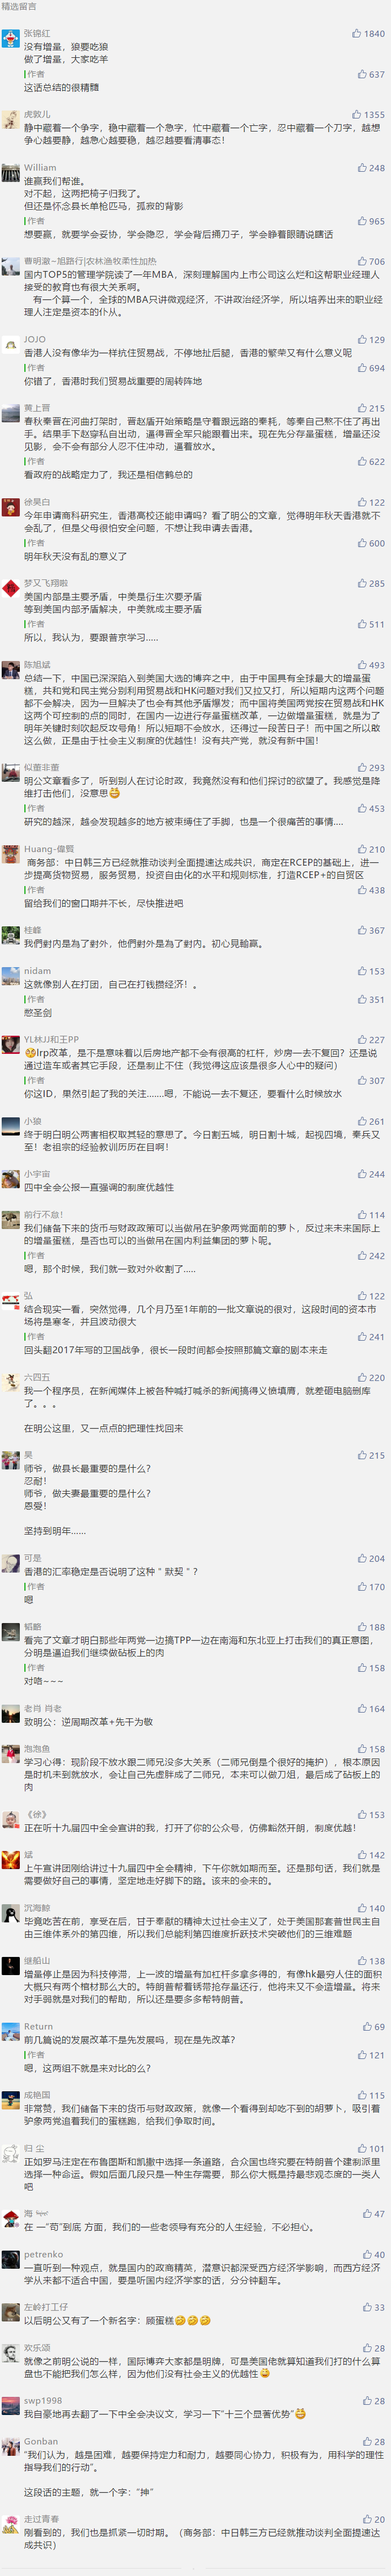 精选留言
张锦红
1840
没有增量，狼要吃狼
做了增量，大家吃羊
作者
637
这话总结的很精髓
虎敦儿
1355
静中藏着一个争字，稳中藏着一个急字，忙中藏着一个亡字，忍中藏着一个刀字，越想
争心越要静，越急心越要稳，越忍越要看清事态！
William
248
谁赢我们帮谁。
对不起，这两把椅子归我了。
但还是怀念县长单枪匹马，孤寂的背影
作者
965
想要赢，就要学会妥协，学会隐忍，学会背后捅刀子，学会睁着眼睛说瞎话
曹明澈-旭路行|农林渔牧柔性加热
706
国内TOP5的管理学院读了一年MBA，深刻理解国内上市公司这么烂和这帮职业经理人
接受的教育也有很大关系啊。
有一个算一个，全球的MBA只讲微观经济，不讲政治经济学，所以培养出来的职业经
理人注定是资本的仆从。
JOJO
129
香港人没有像华为一样抗住贸易战，不停地扯后腿，香港的繁荣又有什么意义呢
作者
694
你错了，香港时我们贸易战重要的周转阵地
黄上晋
215
春秋秦晋在河曲打架时，晋赵盾开始策略是守着跟远路的秦耗，等秦自己熬不住了再出
手。结果手下赵穿私自出动，逼得晋全军只能跟着出来。现在先分存量蛋糕，增量还没
见影，会不会有部分人忍不住冲动，逼着放水。
作者
622
看政府的战略定力了，我还是相信鹤总的
徐昊白
122
今年申请商科研究生，香港高校还能申请吗？看了明公的文章，觉得明年秋天香港就不
会乱了，但是父母很怕安全问题，不想让我申请去香港。
作者
600
明年秋天没有乱的意义了
梦又飞翔啦
285
美国内部是主要矛盾，中美是衍生次要矛盾
等到美国内部矛盾解决，中美就成主要矛盾
作者
511
所以，我认为，要跟普京学习.....
陈旭斌
493
总结一下，中国已深深陷入到美国大选的博弈之中，由于中国具有全球最大的增量蛋
糕，共和党和民主党分别利用贸易战和HK问题对我们又拉又打，所以短期内这两个问题
都不会解决，因为一旦解决了也会有其他矛盾爆发；而中国将美国两党按在贸易战和HK
这两个可控制的点的同时，在国内一边进行存量蛋糕改革，一边做增量蛋糕，就是为了
明年关键时刻吹起反攻号角！所以短期不会放水，还得过一段苦日子！而中国之所以敢
这么做，正是由于社会主义制度的优越性！没有共产党，就没有新中国！
似董非董
293
明公文章看多了，听到别人在讨论时政，我竟然没有和他们探讨的欲望了。我感觉是降
维打击他们，没意思
作者
453
研究的越深，越会发现越多的地方被束缚住了手脚，也是一个很痛苦的事情....
Huang-偉賢
210
商务部：中日韩三方已经就推动谈判全面提速达成共识，商定在RCEP的基础上，进一
步提高货物贸易，服务贸易，投资自由化的水平和规则标准，打造RCEP+的自贸区
作者
438
留给我们的窗口期并不长，尽快推进吧
桂峰
367
我們對内是為了對外，他們對外是為了對内。初心見輸贏。
nidam
153
这就像别人在打团，自己在打钱攒经济！。
作者
351
憋圣剑
YL林JJ和王PP
227
lrp改革，是不是意味着以后房地产都不会有很高的杠杆，炒房一去不复回？还是说
通过造车或者其它手段，还是制止不住（我觉得这应该是很多人心中的疑问）
作者
307
你这ID，果然引起了我的关注.......嗯，不能说一去不复还，要看什么时候放水
小狼
261
终于明白明公两害相权取其轻的意思了。今日割五城，明日割十城，起视四境，秦兵又
至！老祖宗的经验教训历历在目啊！
小宇宙
244
四中全会公报一直强调的制度优越性
前行不怠！
114
我们储备下来的货币与财政政策可以当做吊在驴象两党面前的萝卜，反过来未来国际上
的增量蛋糕，是否也可以的当做吊在国内利益集团的萝卜呢。
作者
242
嗯，那个时候，我们就一致对外收割了.....
弘
122
结合现实一看，突然觉得，几个月乃至1年前的一批文章说的很对，这段时间的资本市
场将是寒冬，并且波动很大
作者
241
回头翻2017年写的卫国战争，很长一段时间都会按照那篇文章的剧本来走
六四五
220
我一个程序员，在新闻媒体上被各种喊打喊杀的新闻搞得义愤填膺，就差砸电脑删库
了。。。
在明公这里，又一点点的把理性找回来
昊
215
师爷，做县长最重要的是什么？
忍耐！
师爷，做夫妻最重要的是什么？
恩爱！
坚持到明年......
可是
204
香港的汇率稳定是否说明了这种＂默契＂？
作者
170
嗯
韬略
188
看完了文章才明白那些年两党一边搞TPP一边在南海和东北亚上打击我们的真正意图，
分明是逼迫我们继续做砧板上的肉
作者
158
对咯~~~
老肖 肖老
164
致明公：逆周期改革+先干为敬
泡泡鱼
158
学习心得：现阶段不放水跟二师兄没多大关系（二师兄倒是个很好的掩护），根本原因
是时机未到就放水，会让自己先虚胖成了二师兄，本来可以做刀俎，最后成了砧板上的
肉
《徐》
153
正在听十九届四中全会宣讲的我，打开了你的公众号，仿佛豁然开朗，制度优越！
斌
142
上午宣讲团刚给讲过十九届四中全会精神，下午你就如期而至。还是那句话，我们就是
需要做好自己的事情，坚定地走好脚下的路。该来的会来的。
沉海鲸
140
毕竟吃苦在前，享受在后，甘于奉献的精神太过社会主义了，处于美国那套普世民主自
由三维体系外的第四维，所以我们总能利第四维度折跃技术突破他们的三维难题
继船山
138
增量停止是因为科技停滞，上一波的增量有加杠杆多拿多得的，有像hk最穷人住的面积
大概只有两个棺材那么大的。特朗普帮着锈带抢存量还行，他将来又不会造增量。将来
对手弱就是对我们的帮助，所以还是要多多帮特朗普。
Return
69
前几篇说的发展改革不是先发展吗，现在是先改革？
作者
121
嗯，这两组不就是来对比的么？
成艳国
115
非常赞，我们储备下来的货币与财政政策，就像一个看得到却吃不到的胡萝卜，吸引着
驴象两党追着我们的蛋糕跑，给我们争取时间。
归 尘
101
正如罗马注定在布鲁图斯和凯撒中选择一条道路，合众国也终究要在特朗普个建制派里
选择一种命运。假如后面几段只是一种生存需要，那么你大概是持最悲观态度的一类人
吧
海
47
在 一“苟”到底 方面，我们的一些老领导有充分的人生经验，不必担心。
petrenko
40
一直听到一种观点，就是国内的政商精英，潜意识都深受西方经济学影响，而西方经济
学从来都不适合中国，要是听国内经济学家的话，分分钟翻车。
左岭打工仔
33
以后明公又有了一个新名字：顾蛋糕
欢乐颂
28
就像之前明公说的一样，国际博弈大家都是明牌，可是美国佬就算知道我们打的什么算
盘也不能把我们怎么样，因为他们没有社会主义的优越性
swp1998
28
我自豪地再去翻了一下中全会决议文，学习一下“十三个显著优势”
Gonban
28
“我们认为，越是困难，越要保持定力和耐力，越要同心协力，积极有为，用科学的理性
指导我们的行动”。
这段话的主题，就一个字：“抻”
走过青春
20
刚看到的，我们也是抓紧一切时期。（商务部：中日韩三方已经就推动谈判全面提速达
成共识）